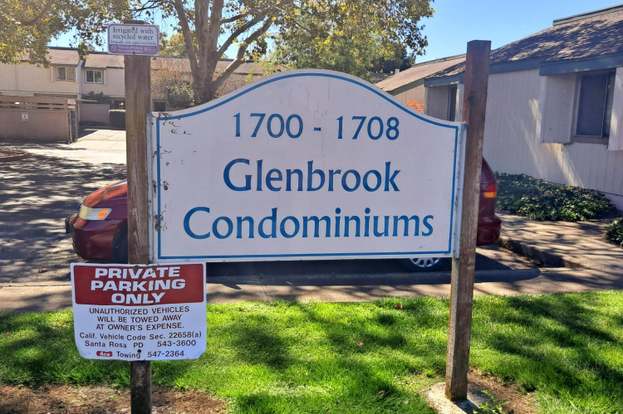 Irrigated with
recycled water
1700 - 1708
Glenbrook
Condominiums
PRIVATE
PARKING
ONLY
UNAUTHORIZED VEHICLES
WILL BE TOWED AWAY
AT OWNER'S EXPENSE.
Calif. Vehicle Code Sec. 22658(a)
Santa Rosa PD 543-3600
Ace Towing 547-2364